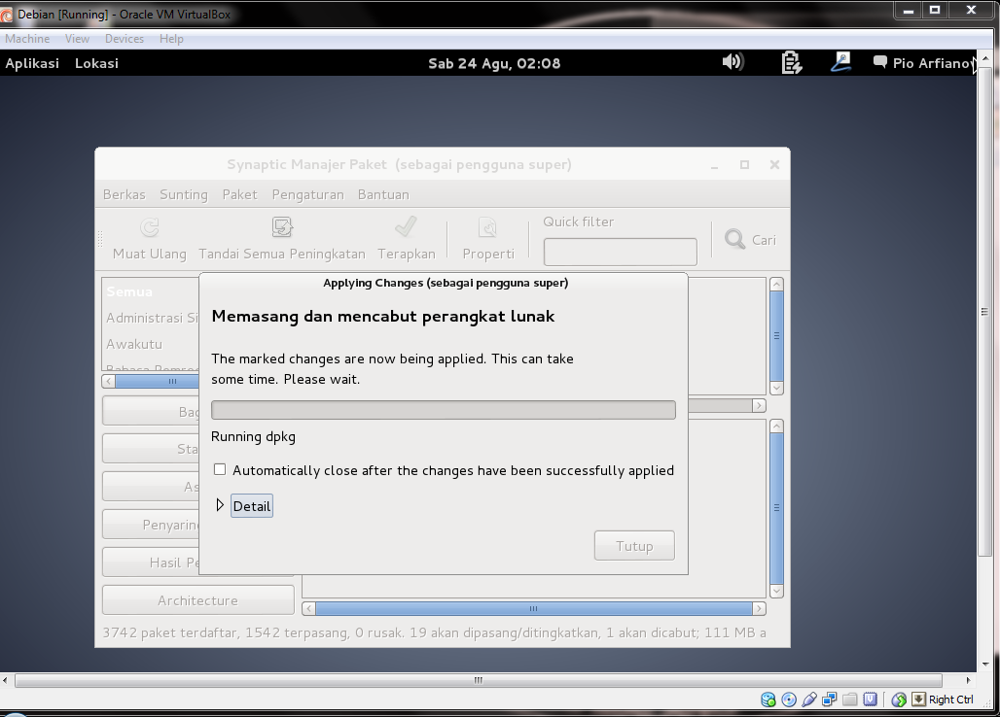 Debian [Running] - Oracle VM VirtualBox
Machine View Devices Help
Aplikasi Lokasi Sab 24 Agu, 02:08 Pio Arfianov
Synaptic Manajer Paket (sebagai pengguna super)
Berkas Sunting Paket Pengaturan Bantuan
Quick filter
Muat Ulang Tandai Semua Peningkatan Terapkan Properti Cari
Semua
Administrasi Si
Awakutu
Bahasa Pemrog
Applying Changes (sebagai pengguna super)
Memasang dan mencabut perangkat lunak
The marked changes are now being applied. This can take
some time. Please wait.
Running dpkg
Automatically close after the changes have been successfully applied
Detail
Tutup
Bag
Sta
As
Penyarin
Hasil Pe
Architecture
3742 paket terdaftar, 1542 terpasang, 0 rusak. 19 akan dipasang/ditingkatkan, 1 akan dicabut; 111 MB a
Right Ctrl